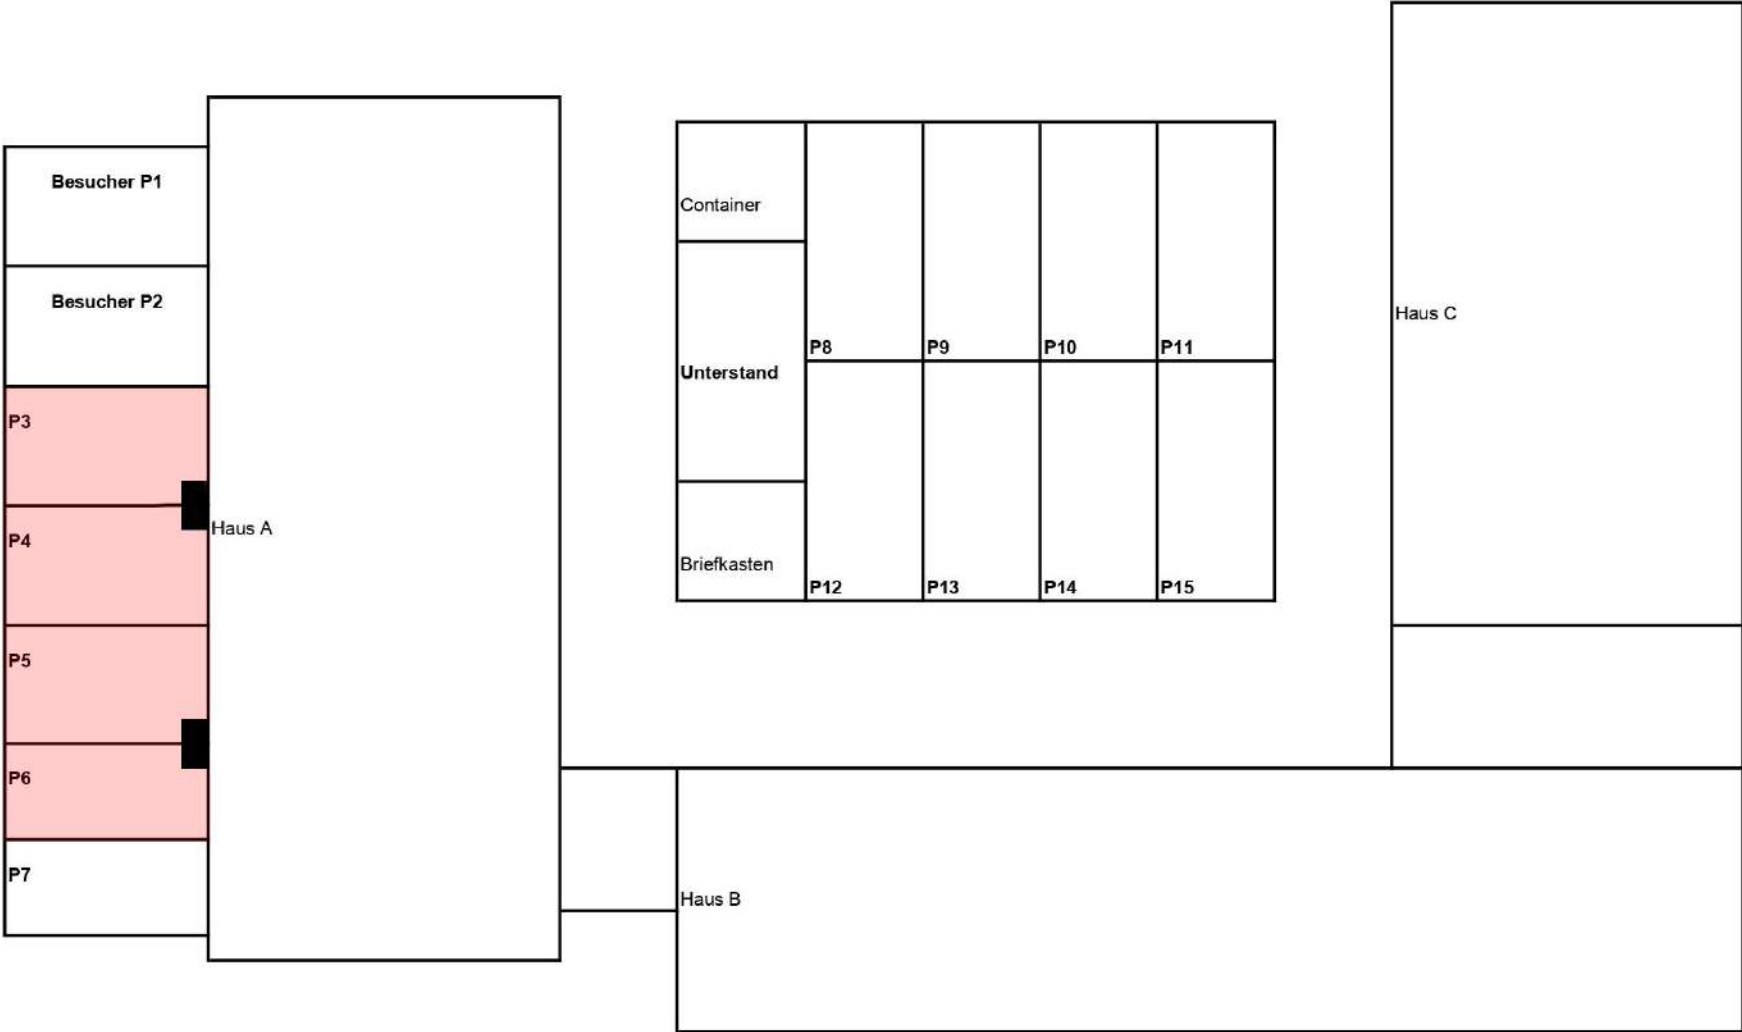 Besucher P1
Besucher P2
P3
P4
P5
P6
P7
Haus A
Container
Unterstand
Briefkasten
P8
P9
P10
P11
P12
P13
P14
P15
Haus C
Haus B